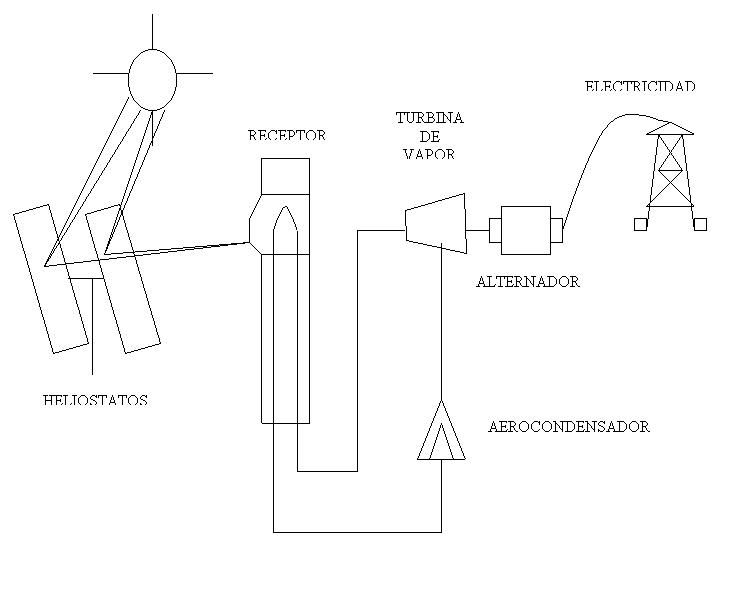 ELECTRICIDAD
TURBINA
DE
VAPOR
RECEPTOR
ALTERNADOR
HELIOSTATOS
AEROCONDENSADOR